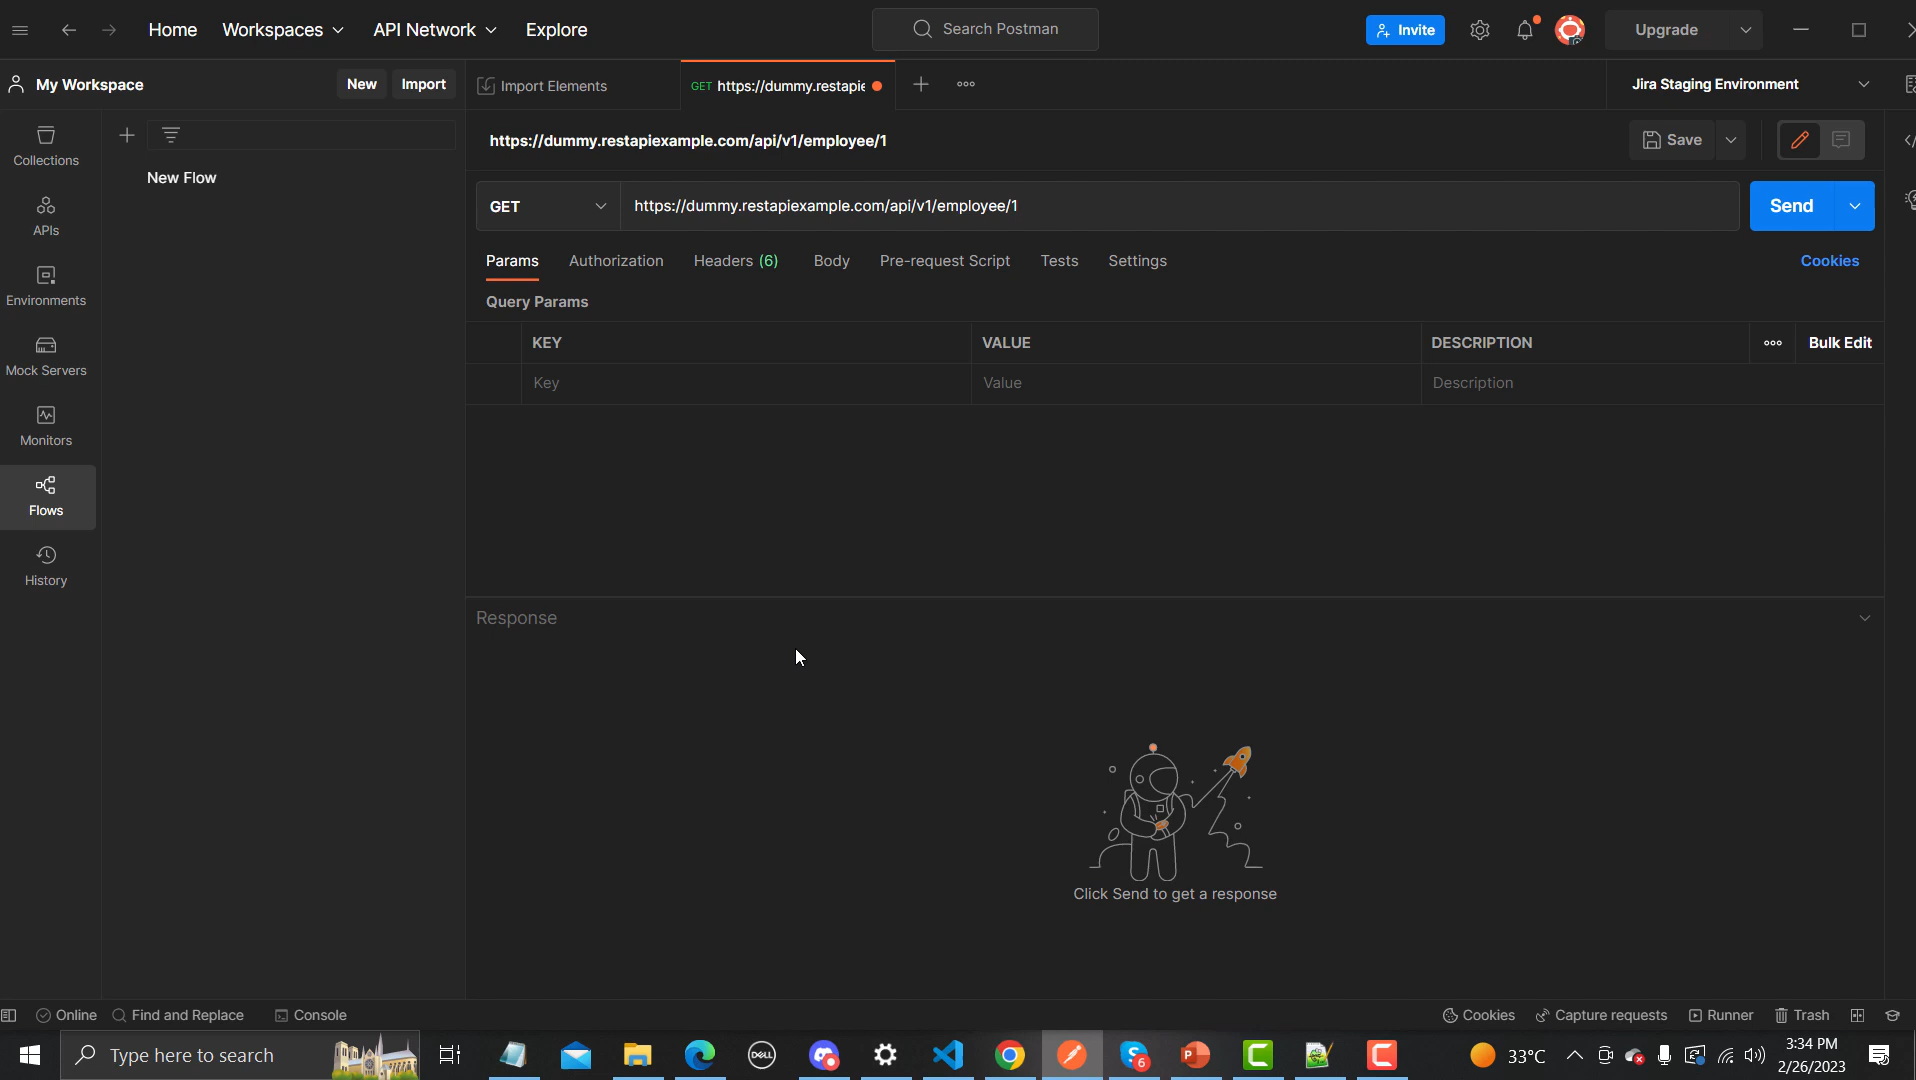 Home
Workspaces
API Network
Explore
Search Postman
Invite
Upgrade
My Workspace
New
Import
Import Elements
GET https://dummy.restapie
Jira Staging Environment
https://dummy.restapiexample.com/api/v1/employee/1
Save
Collections
New Flow
GET
https://dummy.restapiexample.com/api/v1/employee/1
Send
APIs
Params
Authorization
Headers (6)
Body
Pre-request Script
Tests
Settings
Cookies
Environments
Query Params
KEY
VALUE
DESCRIPTION
Bulk Edit
Key
Value
Description
Mock Servers
Monitors
Flows
History
Response
Click Send to get a response
Online
Find and Replace
Console
Cookies
Capture requests
Runner
Trash
Type here to search
DELL
S
6
P
C
C
33°C
3:34 PM
2/26/2023